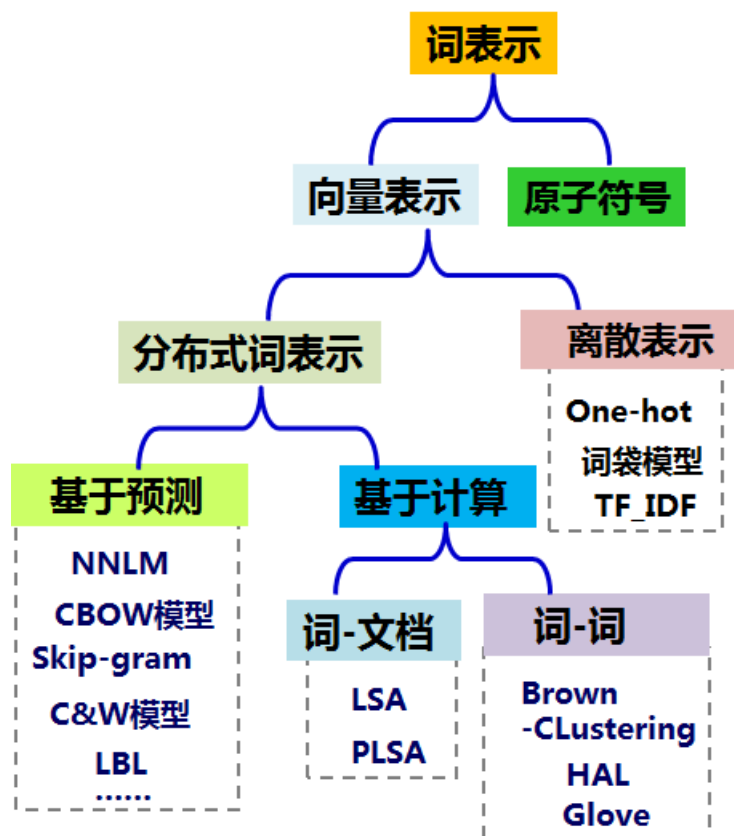 词表示
向量表示
原子符号
分布式词表示
离散表示
One-hot
词袋模型
TF_IDF
基于预测
NNLM
CBOW模型
Skip-gram
C&W模型
LBL
······
基于计算
词-文档
LSA
PLSA
词-词
Brown
-CLustering
HAL
Glove